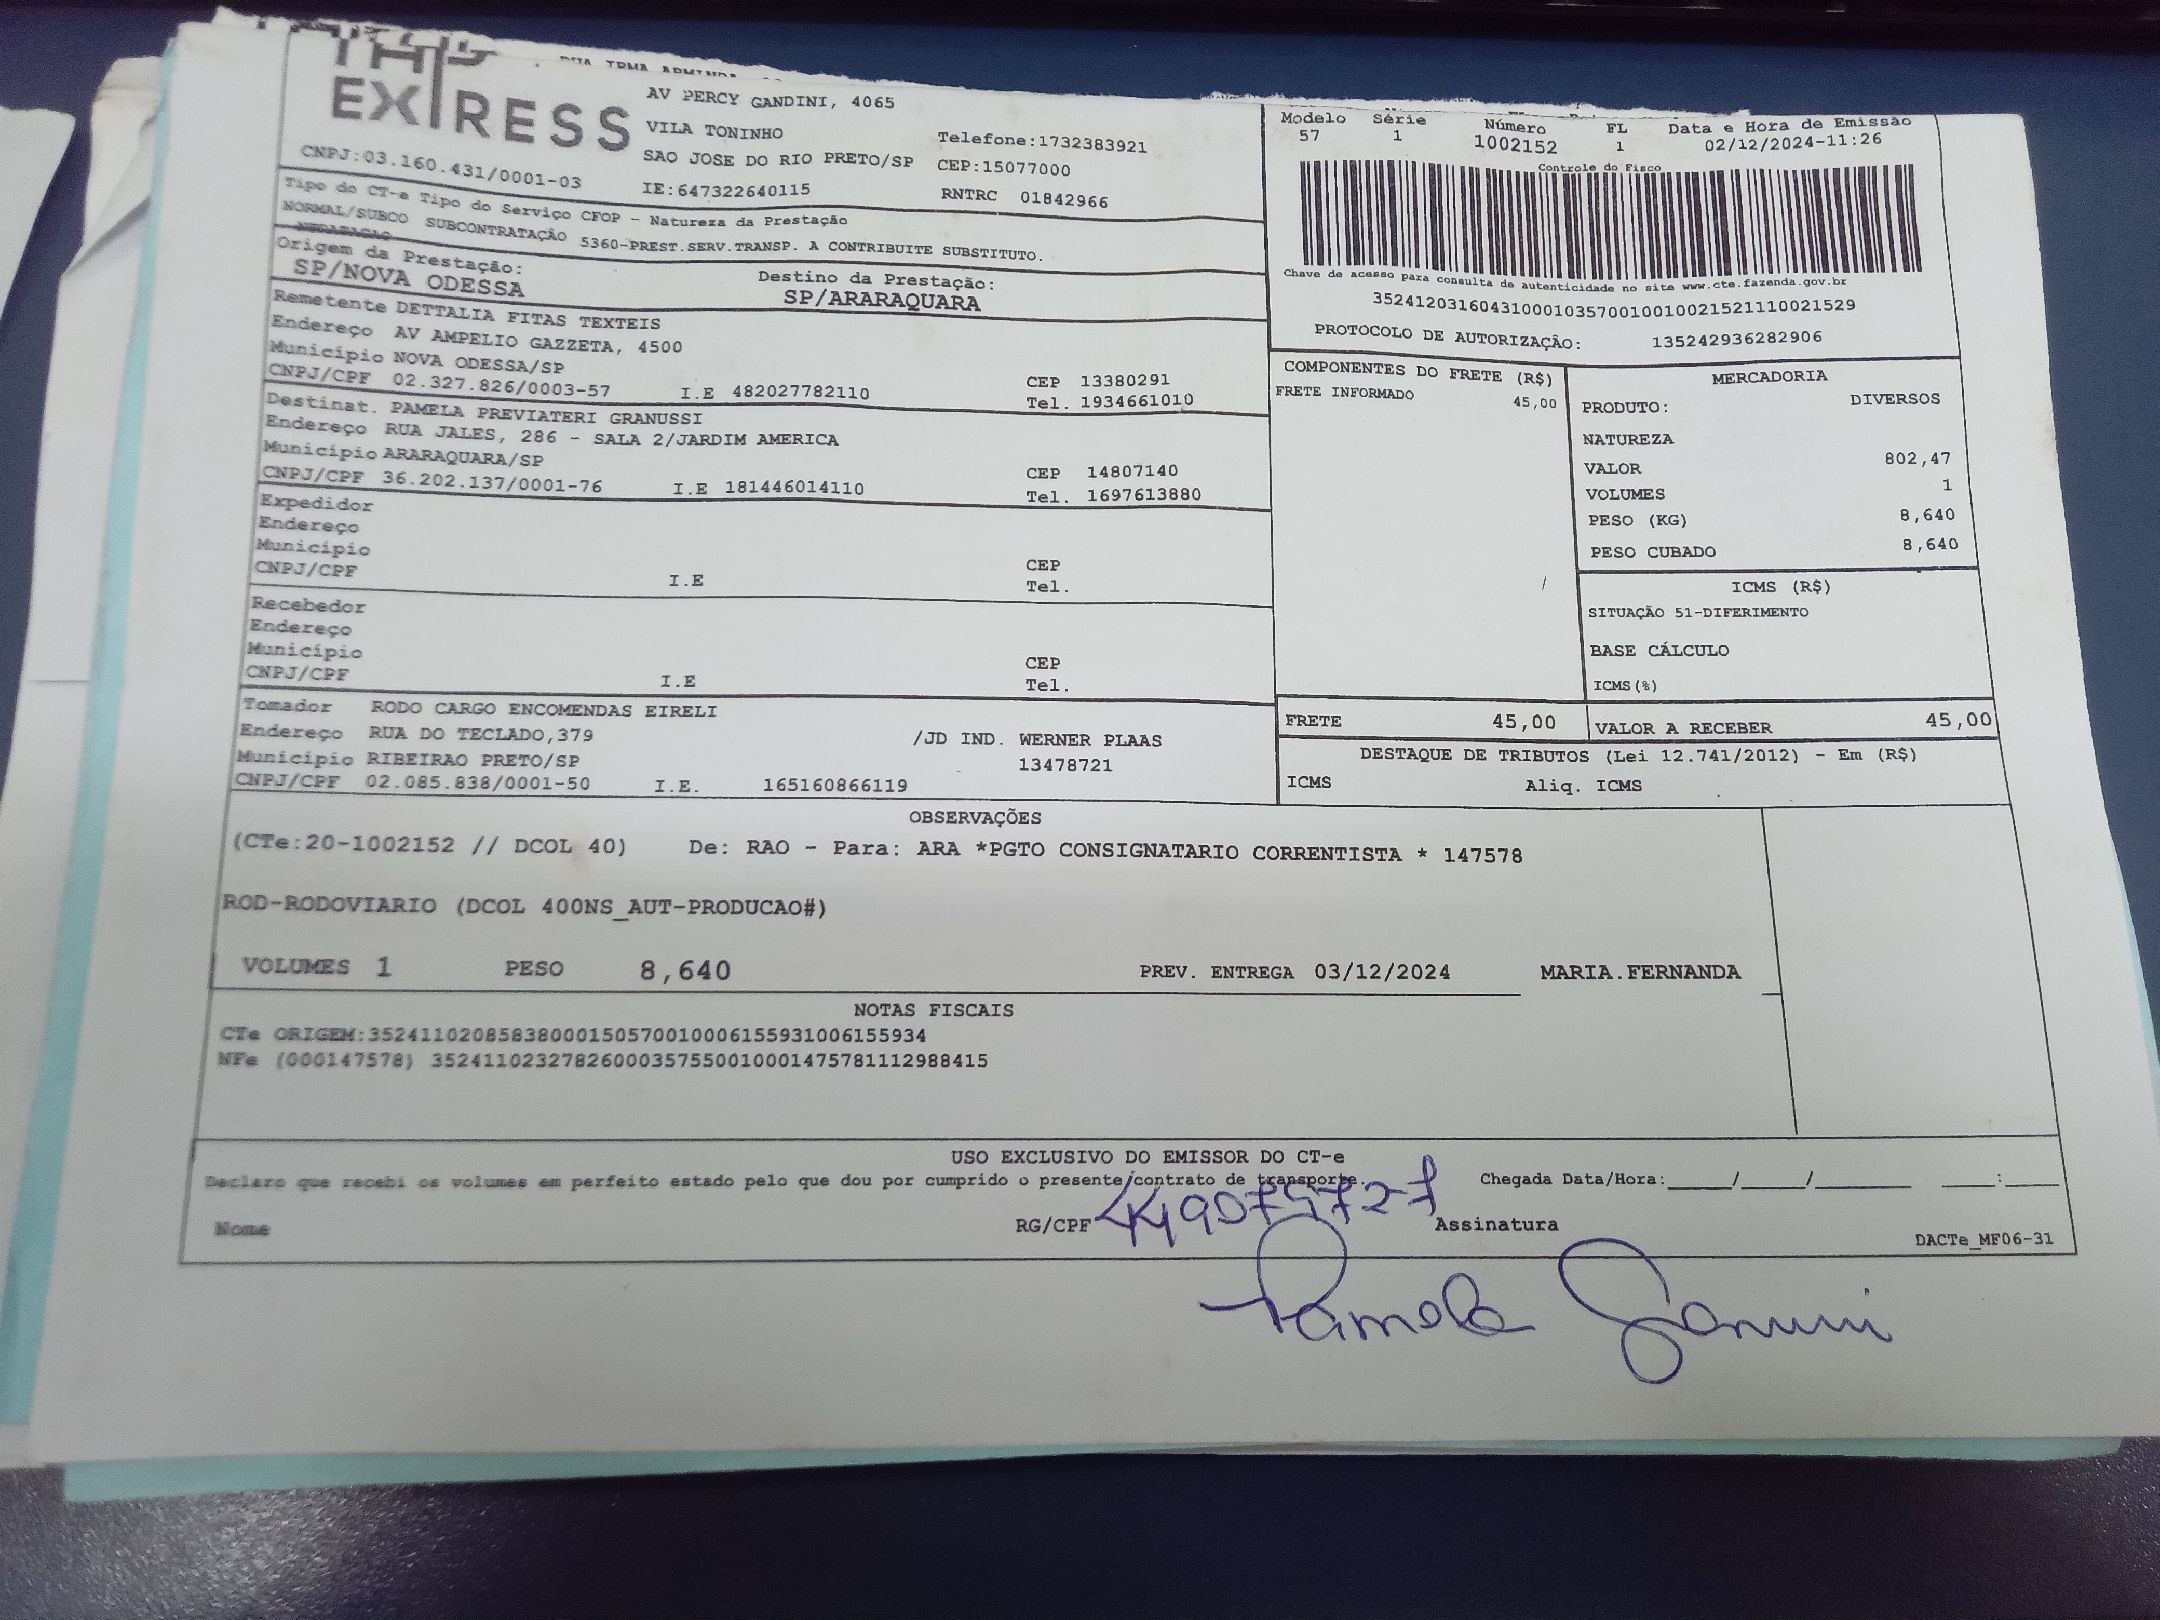 EXPRESS
CNPJ:03.160.431/0001-03
AV PERCY GANDINI, 4065
VILA TONINHO
SAO JOSE DO RIO PRETO/SP
IE:647322640115
Telefone:1732383921
CEP:15077000
RNTRC 01842966
Modelo Série Número FL Data e Hora de Emissão
57 1 1002152 1 02/12/2024-11:26
Controle do Fisco
Chave de acesso para consulta de autenticidade no site www.cte.fazenda.gov.br
35241203160431000103570010010021521110021529
PROTOCOLO DE AUTORIZAÇÃO: 135242936282906
Tipo do CT-e Tipo do Serviço CFOP - Natureza da Prestação
NORMAL/SUBCO SUBCONTRATAÇÃO 5360-PREST.SERV.TRANSP. A CONTRIBUITE SUBSTITUTO.
Origem da Prestação:
SP/NOVA ODESSA
Destino da Prestação:
SP/ARARAQUARA
Remetente DETTALIA FITAS TEXTEIS
Endereço AV AMPELIO GAZZETA, 4500
Município NOVA ODESSA/SP CEP 13380291
CNPJ/CPF 02.327.826/0003-57 I.E 482027782110 Tel. 1934661010
Destinat. PAMELA PREVIATERI GRANUSSI
Endereço RUA JALES, 286 - SALA 2/JARDIM AMERICA
Município ARARAQUARA/SP CEP 14807140
CNPJ/CPF 36.202.137/0001-76 I.E 181446014110 Tel. 1697613880
Expedidor
Endereço
Município CEP
CNPJ/CPF I.E Tel.
Recebedor
Endereço
Município CEP
CNPJ/CPF I.E Tel.
Tomador RODO CARGO ENCOMENDAS EIRELI
Endereço RUA DO TECLADO,379 /JD IND. WERNER PLAAS
Município RIBEIRAO PRETO/SP 13478721
CNPJ/CPF 02.085.838/0001-50 I.E. 165160866119
COMPONENTES DO FRETE (R$)
FRETE INFORMADO 45,00
MERCADORIA
PRODUTO: DIVERSOS
NATUREZA
VALOR 802,47
VOLUMES 1
PESO (KG) 8,640
PESO CUBADO 8,640
ICMS (R$)
SITUAÇÃO 51-DIFERIMENTO
BASE CÁLCULO
ICMS(%)
FRETE 45,00 VALOR A RECEBER 45,00
DESTAQUE DE TRIBUTOS (Lei 12.741/2012) - Em (R$)
ICMS Aliq. ICMS
OBSERVAÇÕES
(CTe:20-1002152 // DCOL 40) De: RAO - Para: ARA *PGTO CONSIGNATARIO CORRENTISTA * 147578
ROD-RODOVIARIO (DCOL 400NS_AUT-PRODUCAO#)
VOLUMES 1 PESO 8,640 PREV. ENTREGA 03/12/2024 MARIA.FERNANDA
NOTAS FISCAIS
CTe ORIGEM:35241102085838000150570010006155931006155934
NFe (000147578) 35241102327826000357550010001475781112988415
USO EXCLUSIVO DO EMISSOR DO CT-e
Declaro que recebi os volumes em perfeito estado pelo que dou por cumprido o presente contrato de transporte. Chegada Data/Hora:____/____/______ ____:____
Nome RG/CPF Assinatura
DACTe_MF06-31
Pamela